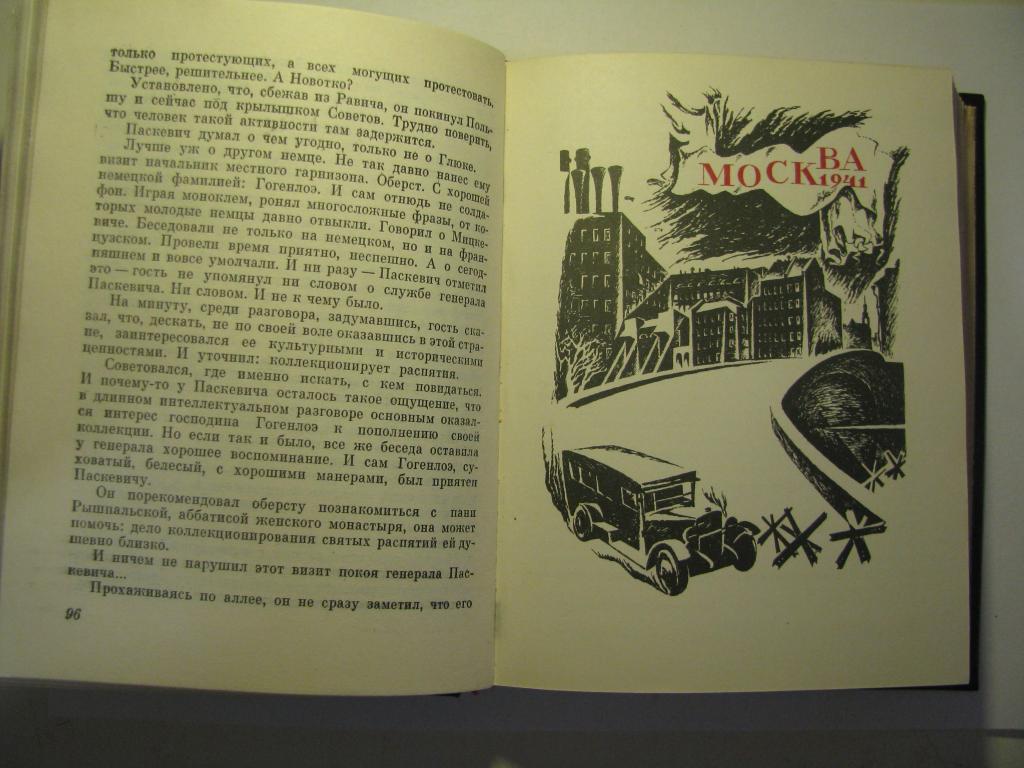 только протестующих, а всех могущих протестовать.
Быстрее, решительнее. А Новотко?
Установлено, что, сбежав из Равича, он покинул Поль-
шу и сейчас под крылышком Советов. Трудно поверить,
что человек такой активности там задержится.
Паскевич думал о чем угодно, только не о Глюке.
Лучше уж о другом немце. Не так давно нанес ему
визит начальник местного гарнизона. Оберст. С хорошей
немецкой фамилией: Гогенлоэ. И сам отнюдь не солда-
фон. Играя моноклем, ронял многосложные фразы, от ко-
торых молодые немцы давно отвыкли. Говорил о Мицке-
виче. Беседовали не только на немецком, но и на фран-
цузском. Провели время приятно, неспешно. А о сегод-
няшнем и вовсе умолчали. И ни разу — Паскевич отметил
это — гость не упомянул ни словом о службе генерала
Паскевича. Ни словом. И не к чему было.
На минуту, среди разговора, задумавшись, гость ска-
зал, что, дескать, не по своей воле оказавшись в этой стра-
не, заинтересовался ее культурными и историческими
ценностями. И уточнил: коллекционирует распятия.
Советовался, где именно искать, с кем повидаться.
И почему-то у Паскевича осталось такое ощущение, что
в длинном интеллектуальном разговоре основным оказал-
ся интерес господина Гогенлоэ к пополнению своей
коллекции. Но если так и было, все же беседа оставила
у генерала хорошее воспоминание. И сам Гогенлоэ, су-
ховатый, белесый, с хорошими манерами, был приятен
Паскевичу.
Он порекомендовал оберсту познакомиться с пани
Рышпальской, аббатисой женского монастыря, она может
помочь: дело коллекционирования святых распятий ей ду-
шевно близко.
И ничем не нарушил этот визит покоя генерала Пас-
кевича...
Прохаживаясь по аллее, он не сразу заметил, что его
96
МОСКВА
1941